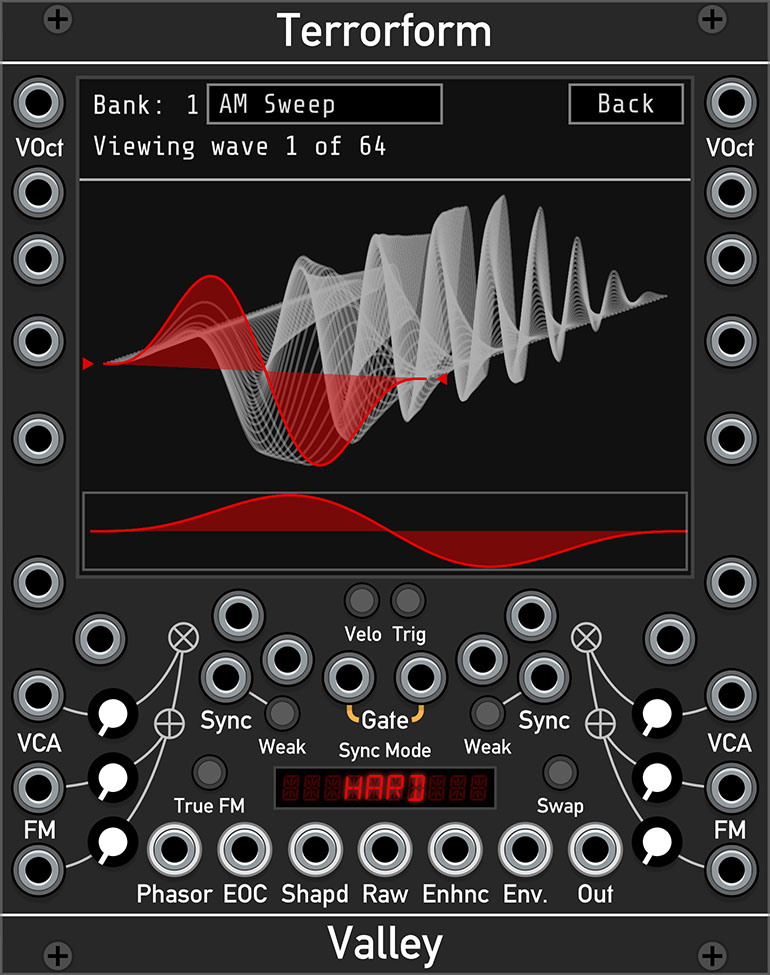 Terrorform
Bank: 1 AM Sweep Back
Viewing wave 1 of 64
VOct VOct
Velo Trig
Sync Gate Sync
Weak Sync Mode Weak
VCA VCA
HARD
True FM Swap
FM FM
Phasor EOC Shapd Raw Enhnc Env. Out
Valley